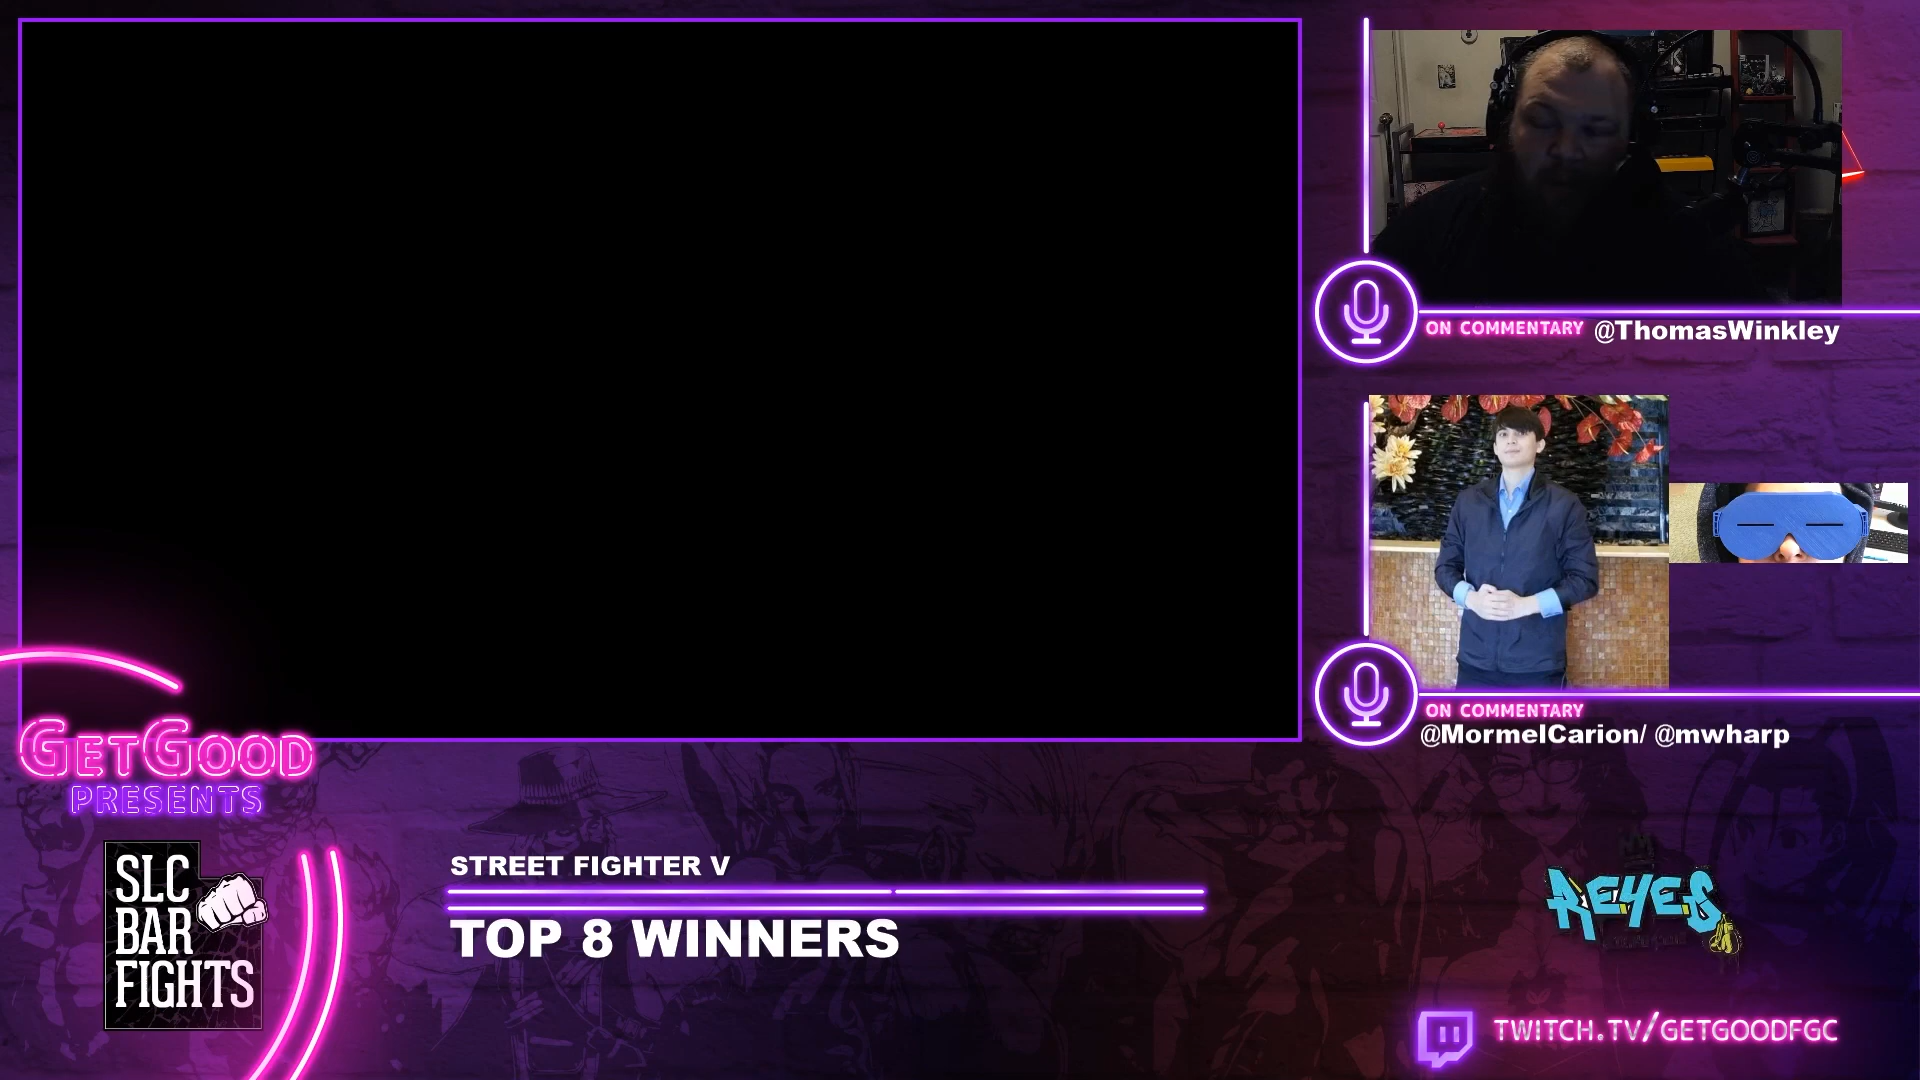 ON COMMENTARY @ThomasWinkley
ON COMMENTARY
@MormelCarion/ @mwharp
GETGOOD
PRESENTS
SLC
BAR
FIGHTS
STREET FIGHTER V
TOP 8 WINNERS
REYES
TWITCH.TV/GETGOODFGC